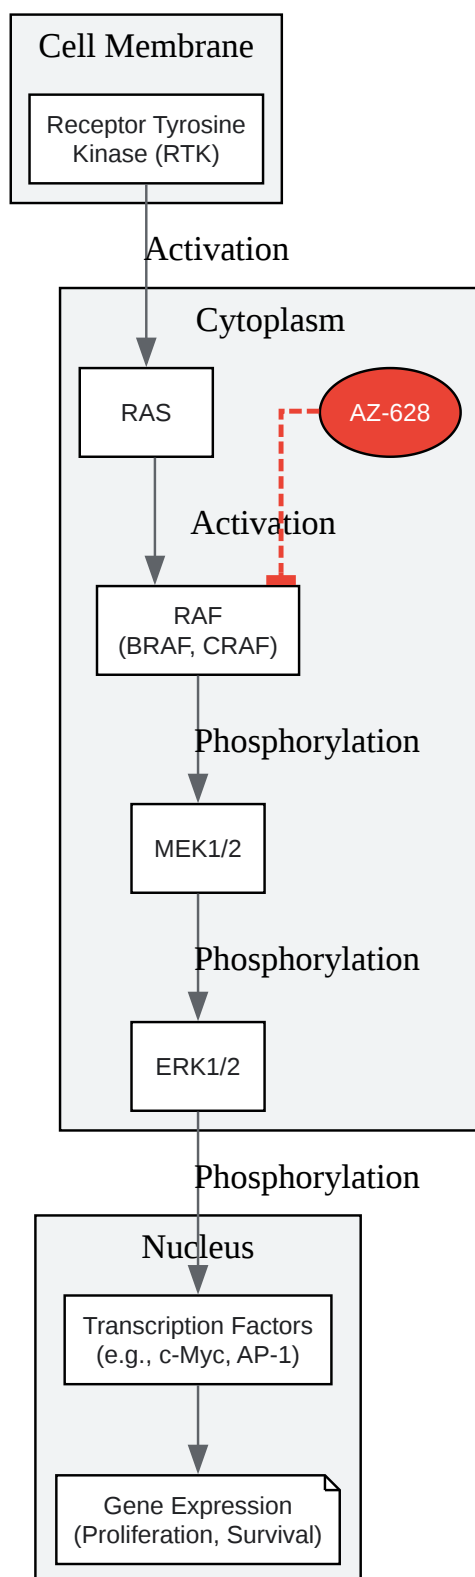 Cell Membrane
Receptor Tyrosine
Kinase (RTK)
Activation
Cytoplasm
RAS
AZ-628
Activation
RAF
(BRAF, CRAF)
Phosphorylation
MEK1/2
Phosphorylation
ERK1/2
Phosphorylation
Nucleus
Transcription Factors
(e.g., c-Myc, AP-1)
Gene Expression
(Proliferation, Survival)